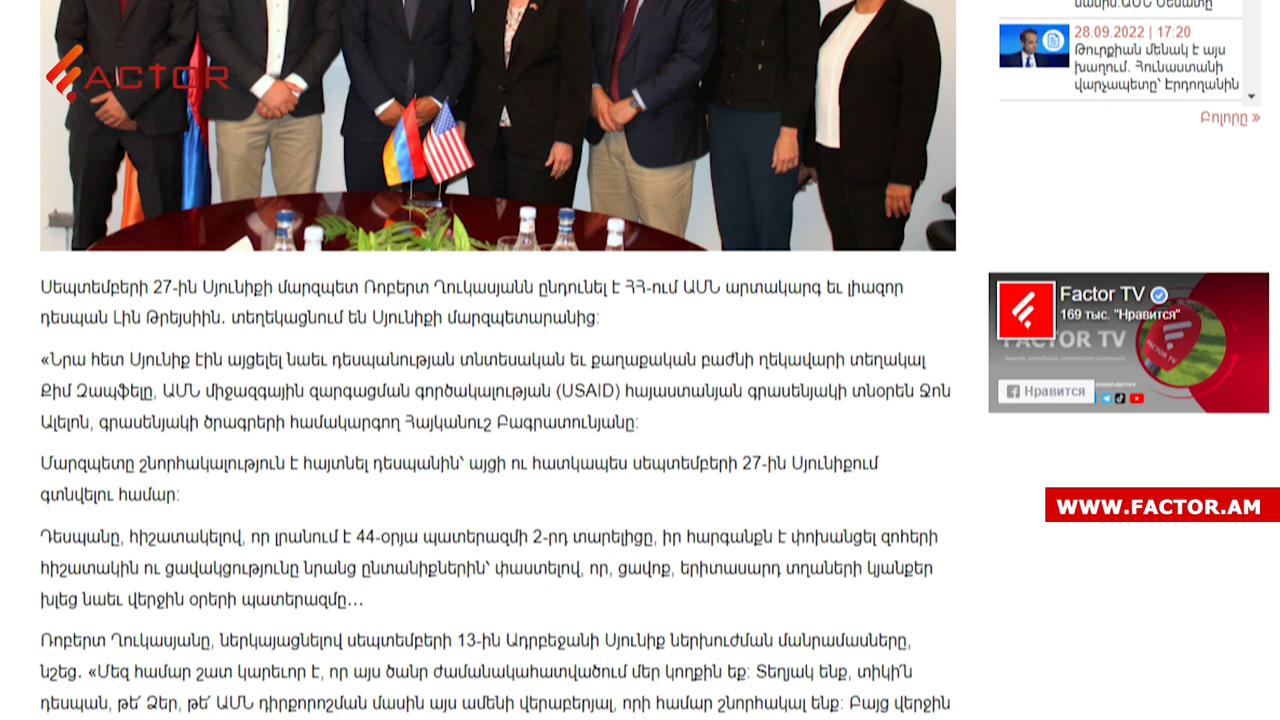 FACTOR
մասին.ԱՄՆ Սենատը
28.09.2022 | 17:20
Թուրքիան մենակ է այս
խաղում. Հունաստանի
վարչապետը՝ Էրդողանին
Բոլորը »
Սեպտեմբերի 27-ին Սյունիքի մարզպետ Ռոբերտ Ղուկասյանն ընդունել է ՀՀ-ում ԱՄՆ արտակարգ եւ լիազոր
դեսպան Լին Թրեյսիին. տեղեկացնում են Սյունիքի մարզպետարանից:
«Նրա հետ Սյունիք էին այցելել նաեւ դեսպանության տնտեսական եւ քաղաքական բաժնի ղեկավարի տեղակալ
Քիմ Զապֆելը, ԱՄՆ միջազգային զարգացման գործակալության (USAID) հայաստանյան գրասենյակի տնօրեն Ջոն
Ալելոն, գրասենյակի ծրագրերի համակարգող Հայկանուշ Բագրատունյանը:
Մարզպետը շնորհակալություն է հայտնել դեսպանին՝ այցի ու հատկապես սեպտեմբերի 27-ին Սյունիքում
գտնվելու համար:
Դեսպանը, հիշատակելով, որ լրանում է 44-օրյա պատերազմի 2-րդ տարելիցը, իր հարգանքն է փոխանցել զոհերի
հիշատակին ու ցավակցությունը նրանց ընտանիքներին՝ փաստելով, որ, ցավոք, երիտասարդ տղաների կյանքեր
խլեց նաեւ վերջին օրերի պատերազմը…
Ռոբերտ Ղուկասյանը, ներկայացնելով սեպտեմբերի 13-ին Ադրբեջանի Սյունիք ներխուժման մանրամասները,
նշեց. «Մեզ համար շատ կարեւոր է, որ այս ծանր ժամանակահատվածում մեր կողքին եք: Տեղյակ ենք, տիկի՛ն
դեսպան, թե՛ Ձեր, թե՛ ԱՄՆ դիրքորոշման մասին այս ամենի վերաբերյալ, որի համար շնորհակալ ենք: Բայց վերջին
Factor TV
169 тыс. "Нравится"
FACTOR TV
Нравится
WWW.FACTOR.AM